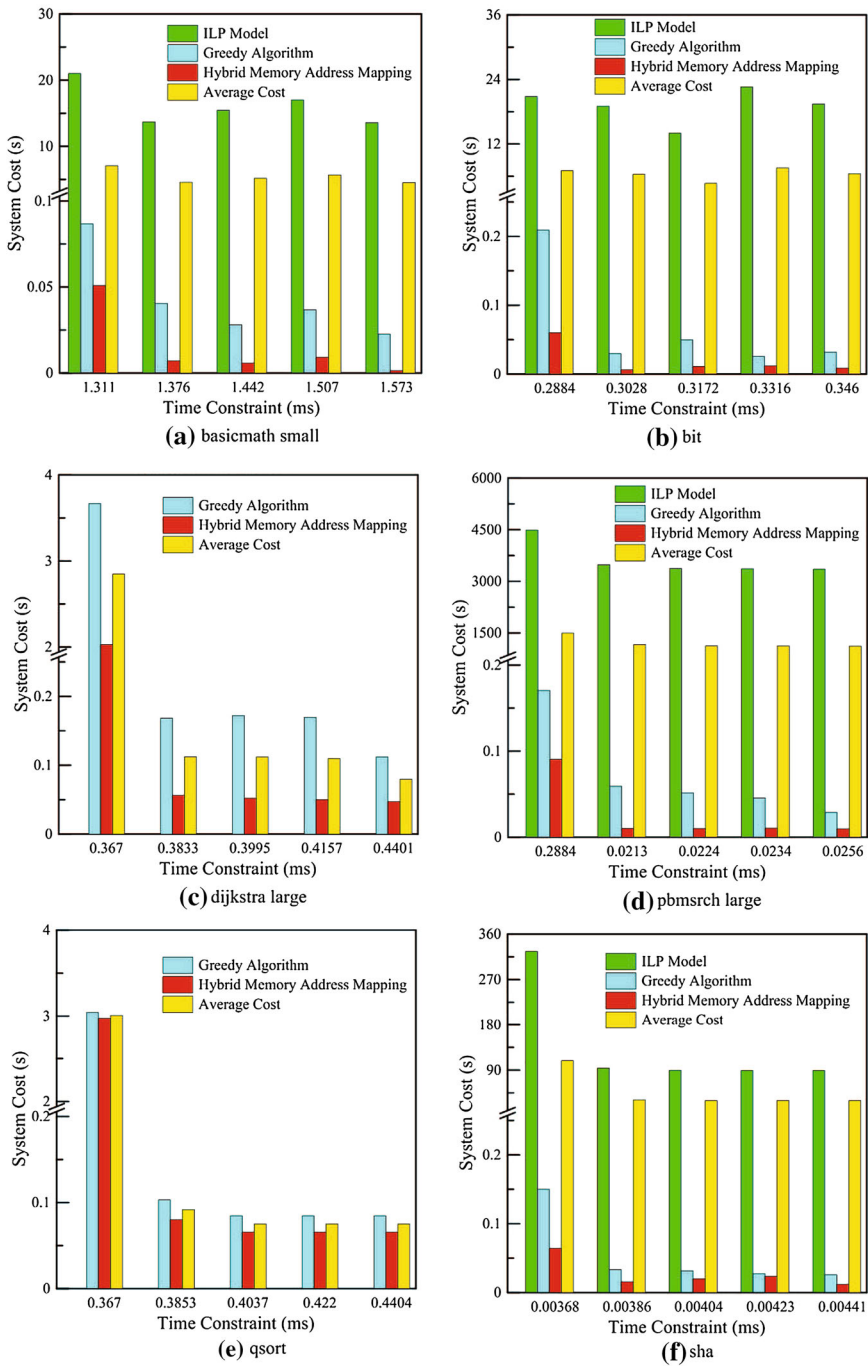 30
20
10
0.1
0.05
0
System Cost (s)
ILP Model
Greedy Algorithm
Hybrid Memory Address Mapping
Average Cost
1.311 1.376 1.442 1.507 1.573
Time Constraint (ms)
(a) basicmath small
36
24
12
0.2
0.1
0
System Cost (s)
ILP Model
Greedy Algorithm
Hybrid Memory Address Mapping
Average Cost
0.2884 0.3028 0.3172 0.3316 0.346
Time Constraint (ms)
(b) bit
4
3
2
0.2
0.1
0
System Cost (s)
Greedy Algorithm
Hybrid Memory Address Mapping
Average Cost
0.367 0.3833 0.3995 0.4157 0.4401
Time Constraint (ms)
(c) dijkstra large
6000
4500
3000
1500
0.2
0.1
0
System Cost (s)
ILP Model
Greedy Algorithm
Hybrid Memory Address Mapping
Average Cost
0.2884 0.0213 0.0224 0.0234 0.0256
Time Constraint (ms)
(d) pbmsrch large
4
3
2
0.2
0.1
0
System Cost (s)
Greedy Algorithm
Hybrid Memory Address Mapping
Average Cost
0.367 0.3853 0.4037 0.422 0.4404
Time Constraint (ms)
(e) qsort
360
270
180
90
0.2
0.1
0
System Cost (s)
ILP Model
Greedy Algorithm
Hybrid Memory Address Mapping
Average Cost
0.00368 0.00386 0.00404 0.00423 0.00441
Time Constraint (ms)
(f) sha